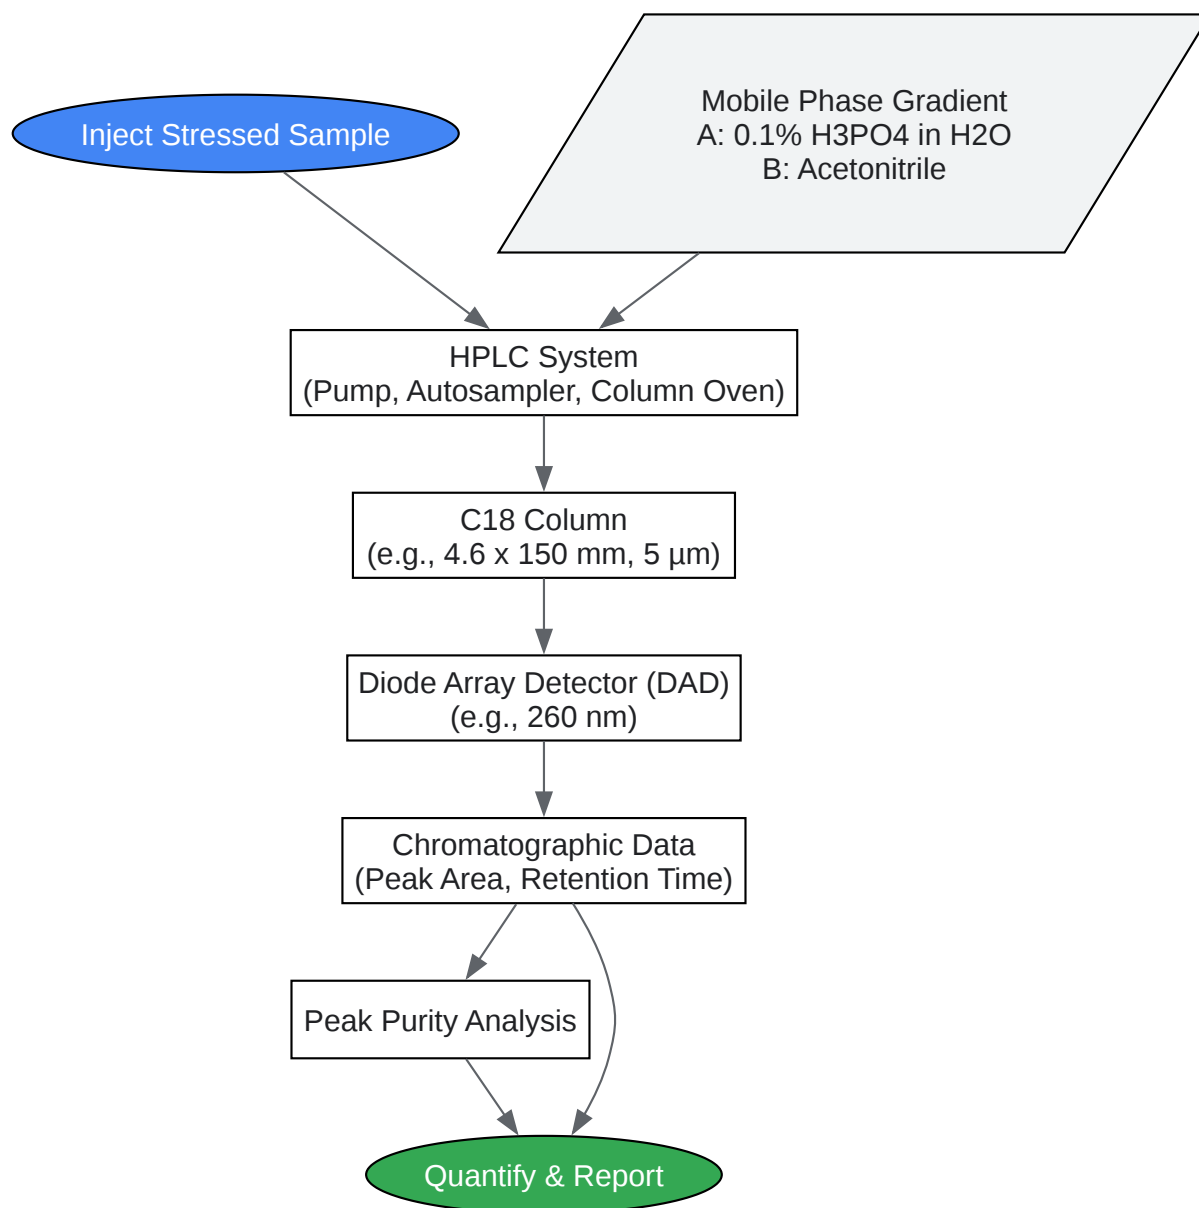 Inject Stressed Sample
Mobile Phase Gradient
A: 0.1% H3PO4 in H2O
B: Acetonitrile
HPLC System
(Pump, Autosampler, Column Oven)
C18 Column
(e.g., 4.6 x 150 mm, 5 µm)
Diode Array Detector (DAD)
(e.g., 260 nm)
Chromatographic Data
(Peak Area, Retention Time)
Peak Purity Analysis
Quantify & Report